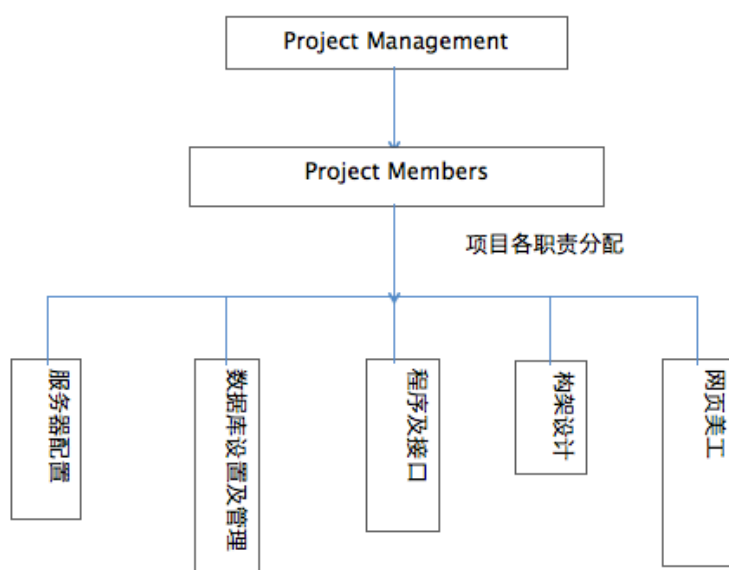 Project Management
Project Members
项目各职责分配
服务器配置
数据库设置及管理
程序及接口
构架设计
网页美工